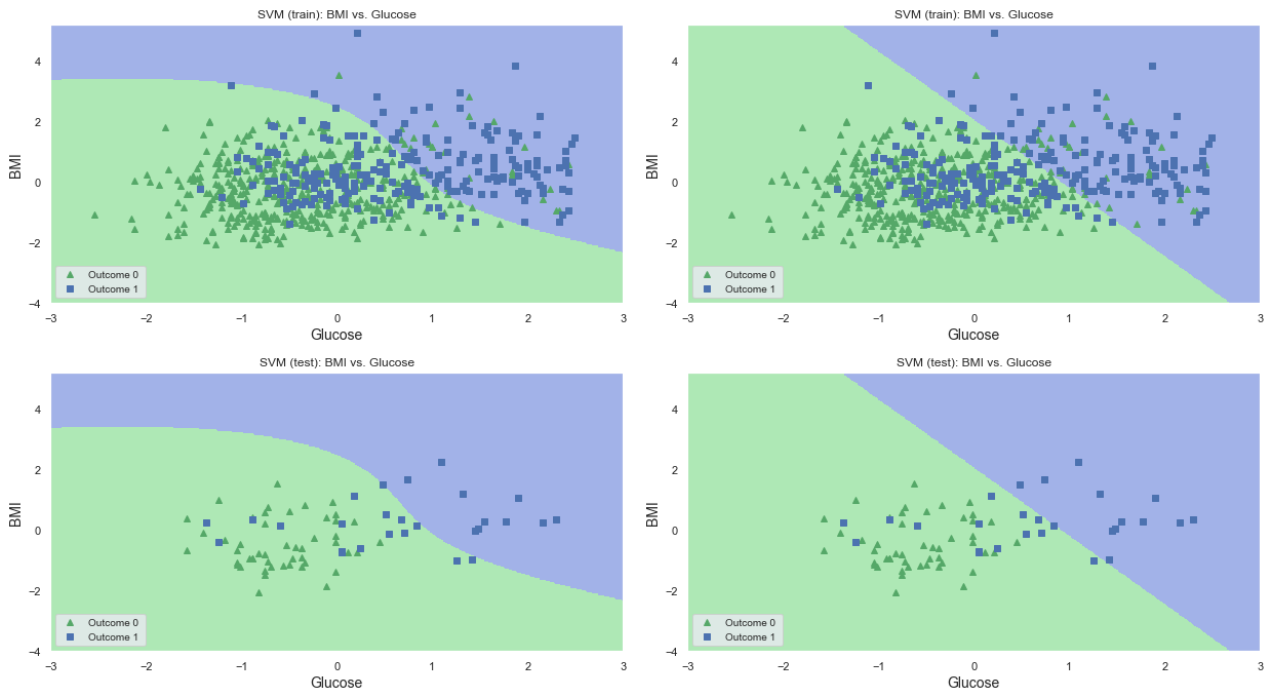 SVM (train): BMI vs. Glucose
BMI
4
2
0
−2
−4
Outcome 0
Outcome 1
−3
−2
−1
0
1
2
3
Glucose
SVM (train): BMI vs. Glucose
BMI
4
2
0
−2
−4
Outcome 0
Outcome 1
−3
−2
−1
0
1
2
3
Glucose
SVM (test): BMI vs. Glucose
BMI
4
2
0
−2
−4
Outcome 0
Outcome 1
−3
−2
−1
0
1
2
3
Glucose
SVM (test): BMI vs. Glucose
BMI
4
2
0
−2
−4
Outcome 0
Outcome 1
−3
−2
−1
0
1
2
3
Glucose